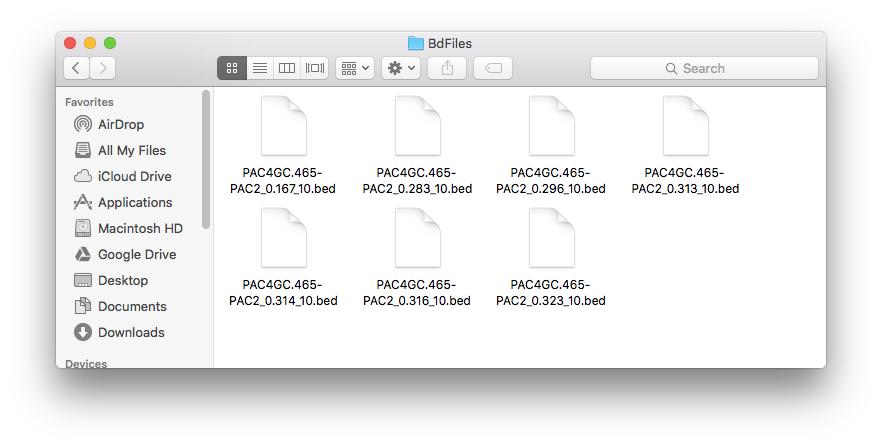 BdFiles
Search
Favorites
AirDrop
All My Files
iCloud Drive
Applications
Macintosh HD
Google Drive
Desktop
Documents
Downloads
Devices
PAC4GC.465-
PAC2_0.167_10.bed
PAC4GC.465-
PAC2_0.283_10.bed
PAC4GC.465-
PAC2_0.296_10.bed
PAC4GC.465-
PAC2_0.313_10.bed
PAC4GC.465-
PAC2_0.314_10.bed
PAC4GC.465-
PAC2_0.316_10.bed
PAC4GC.465-
PAC2_0.323_10.bed